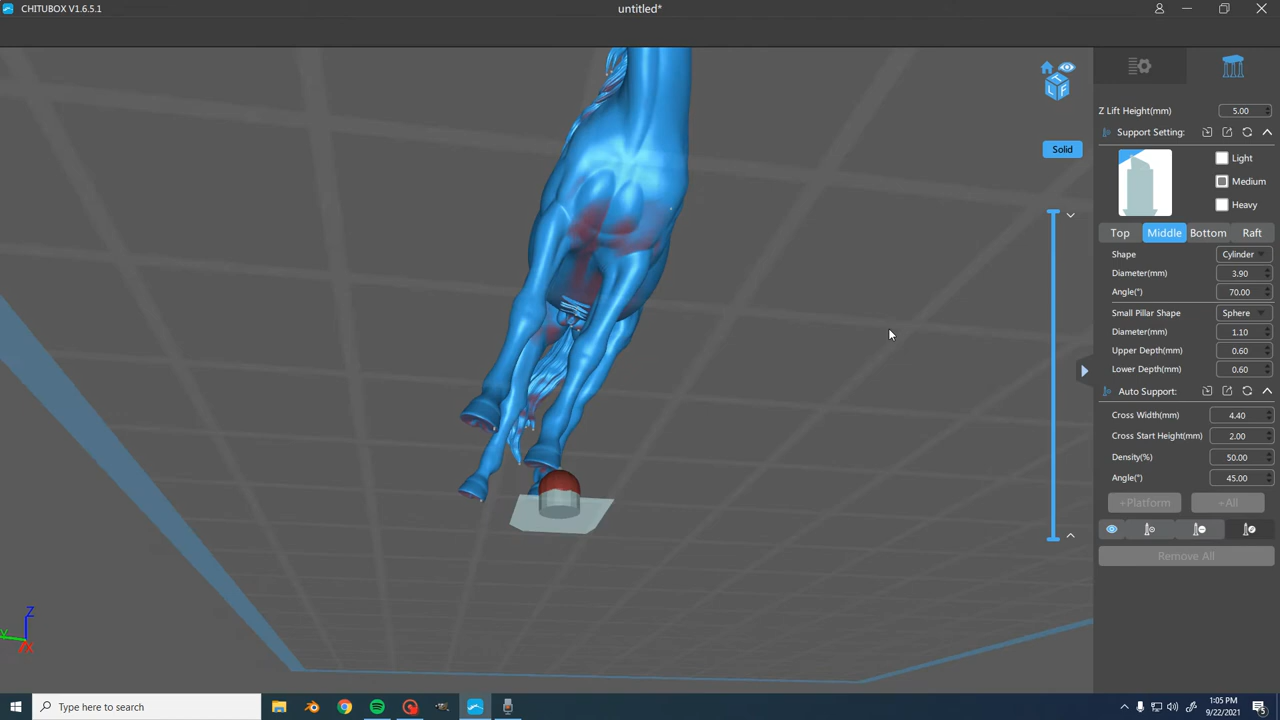 CHITUBOX V1.6.5.1
untitled*
Solid
T
L F
Z
Y
X
Z Lift Height(mm) 5.00
Support Setting:
Light
Medium
Heavy
Top Middle Bottom Raft
Shape Cylinder
Diameter(mm) 3.90
Angle(°) 70.00
Small Pillar Shape Sphere
Diameter(mm) 1.10
Upper Depth(mm) 0.60
Lower Depth(mm) 0.60
Auto Support:
Cross Width(mm) 4.40
Cross Start Height(mm) 2.00
Density(%) 50.00
Angle(°) 45.00
+Platform +All
Remove All
Type here to search
1:05 PM
9/22/2021
5